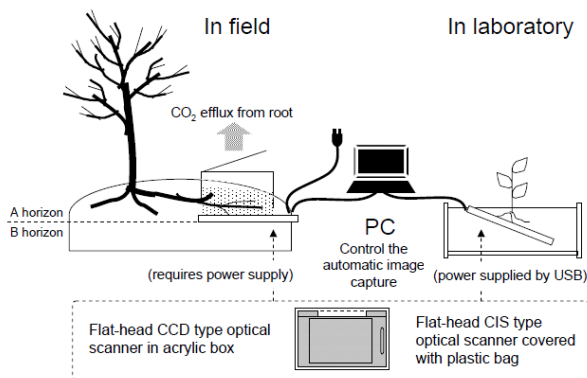 In field
In laboratory
CO₂ efflux from root
A horizon
B horizon
PC
Control the
automatic image
capture
(requires power supply)
(power supplied by USB)
Flat-head CCD type optical
scanner in acrylic box
Flat-head CIS type
optical scanner covered
with plastic bag